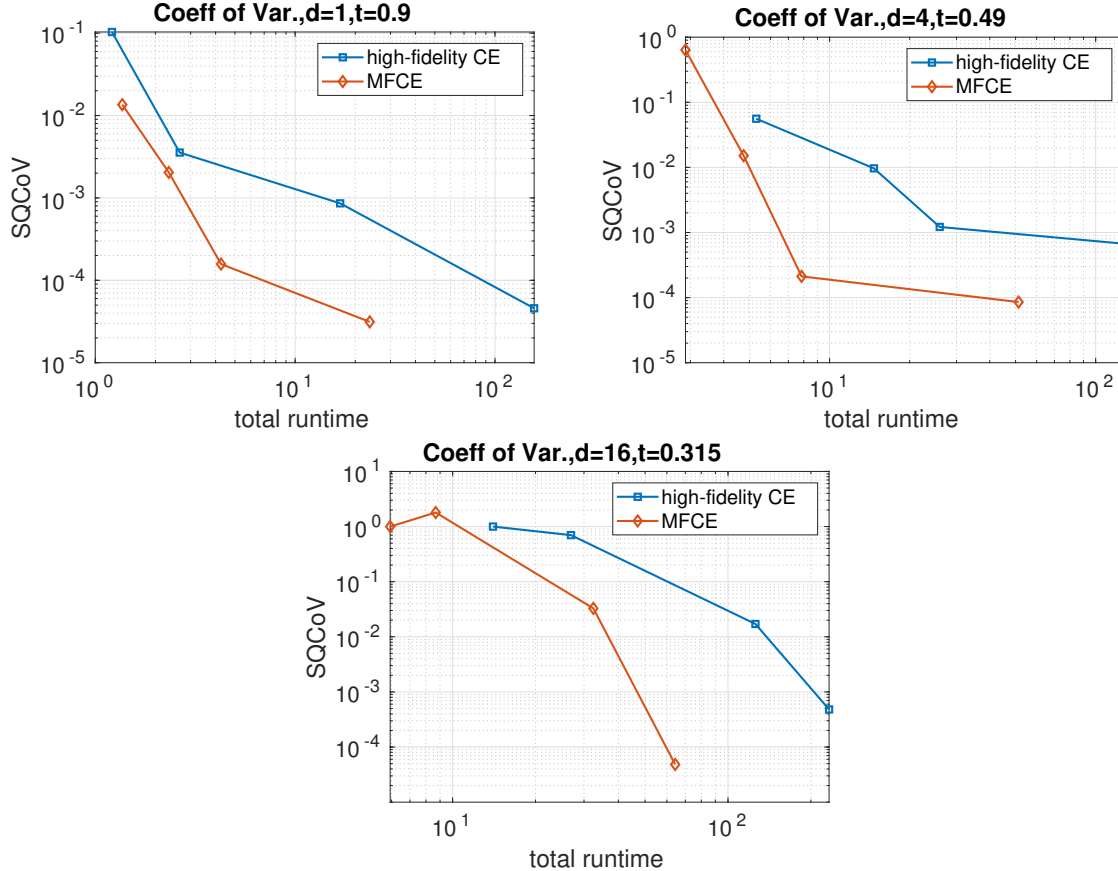 Coeff of Var.,d=1,t=0.9
high-fidelity CE
MFCE
10^-1
10^-2
10^-3
10^-4
10^-5
SQCoV
10^0
10^1
10^2
total runtime
Coeff of Var.,d=4,t=0.49
high-fidelity CE
MFCE
10^0
10^-1
10^-2
10^-3
10^-4
10^-5
SQCoV
10^1
10^2
total runtime
Coeff of Var.,d=16,t=0.315
high-fidelity CE
MFCE
10^1
10^0
10^-1
10^-2
10^-3
10^-4
SQCoV
10^1
10^2
total runtime